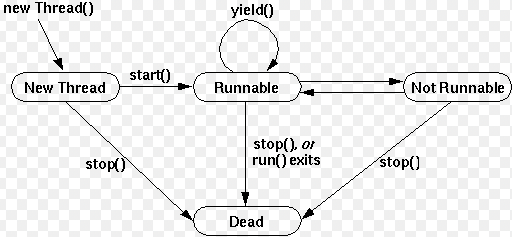 new Thread()
yield()
New Thread
start()
Runnable
Not Runnable
stop()
stop(), or
run() exits
stop()
Dead